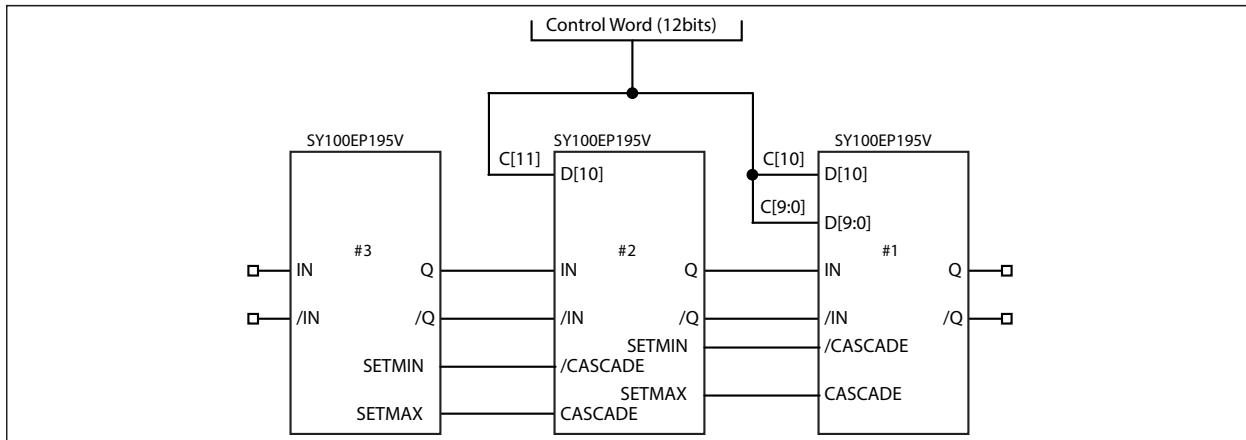 Control Word (12bits)
SY100EP195V SY100EP195V SY100EP195V
C[11] D[10] C[10] D[10]
C[9:0] D[9:0]
#3 #2 #1
IN Q IN Q IN Q
/IN /Q /IN /Q /IN /Q
SETMIN /CASCADE
SETMIN /CASCADE
SETMAX CASCADE
SETMAX CASCADE